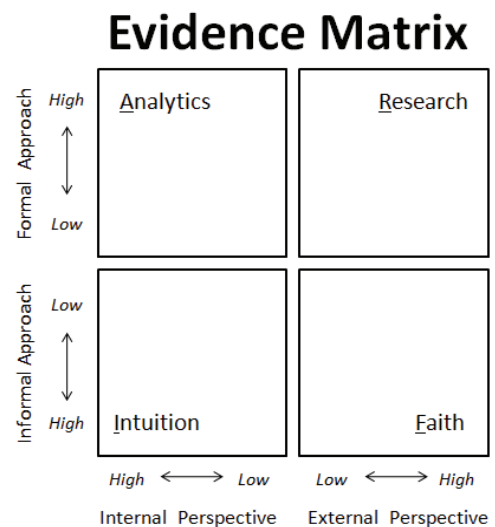 Evidence Matrix
Formal Approach
High
Low
Analytics
Research
Informal Approach
Low
High
Intuition
Faith
High Low
Low High
Internal Perspective
External Perspective